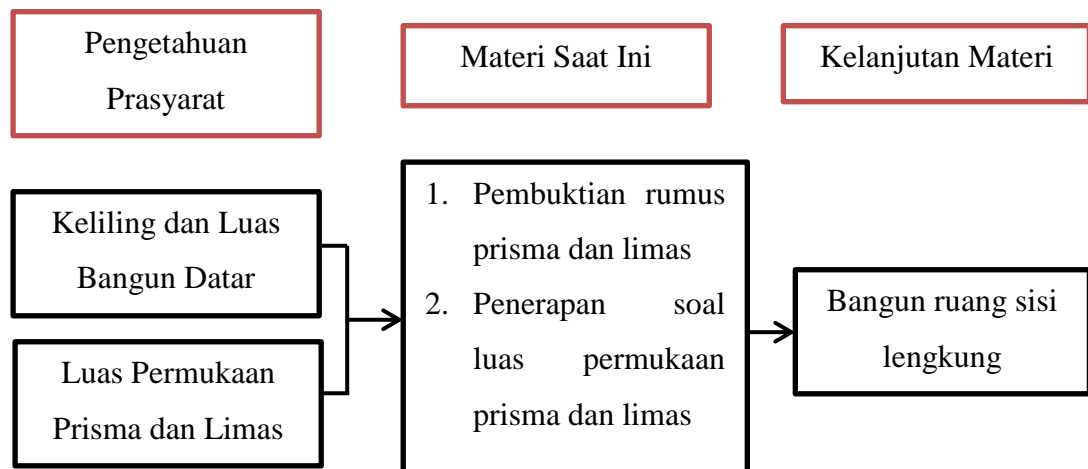 Pengetahuan
Prasyarat
Materi Saat Ini
Kelanjutan Materi
Keliling dan Luas
Bangun Datar
Luas Permukaan
Prisma dan Limas
1. Pembuktian rumus
prisma dan limas
2. Penerapan soal
luas permukaan
prisma dan limas
Bangun ruang sisi
lengkung